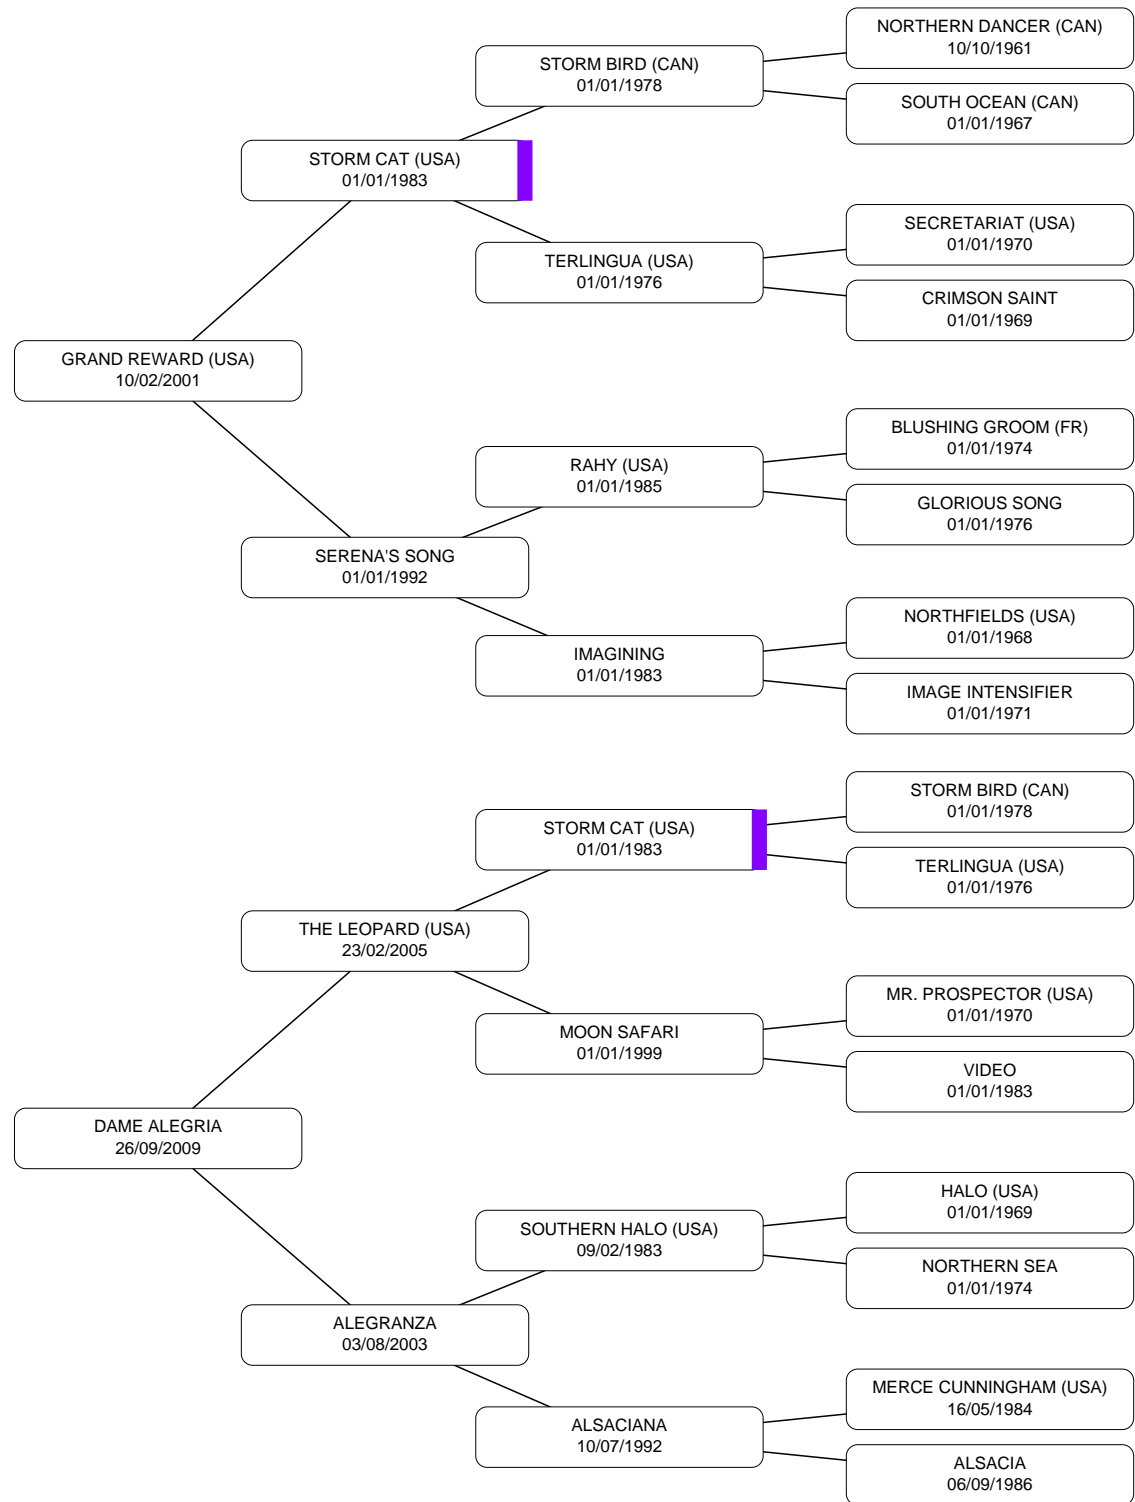 NORTHERN DANCER (CAN)
10/10/1961
STORM BIRD (CAN)
01/01/1978
SOUTH OCEAN (CAN)
01/01/1967
STORM CAT (USA)
01/01/1983
SECRETARIAT (USA)
01/01/1970
TERLINGUA (USA)
01/01/1976
CRIMSON SAINT
01/01/1969
GRAND REWARD (USA)
10/02/2001
BLUSHING GROOM (FR)
01/01/1974
RAHY (USA)
01/01/1985
GLORIOUS SONG
01/01/1976
SERENA'S SONG
01/01/1992
NORTHFIELDS (USA)
01/01/1968
IMAGINING
01/01/1983
IMAGE INTENSIFIER
01/01/1971
STORM BIRD (CAN)
01/01/1978
STORM CAT (USA)
01/01/1983
TERLINGUA (USA)
01/01/1976
THE LEOPARD (USA)
23/02/2005
MR. PROSPECTOR (USA)
01/01/1970
MOON SAFARI
01/01/1999
VIDEO
01/01/1983
DAME ALEGRIA
26/09/2009
HALO (USA)
01/01/1969
SOUTHERN HALO (USA)
09/02/1983
NORTHERN SEA
01/01/1974
ALEGRANZA
03/08/2003
MERCE CUNNINGHAM (USA)
16/05/1984
ALSACIANA
10/07/1992
ALSACIA
06/09/1986